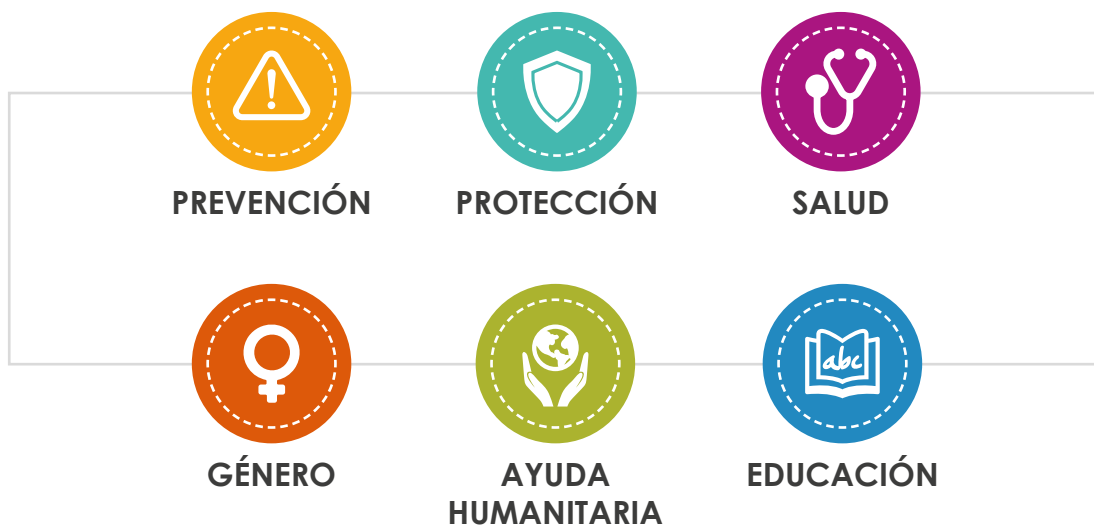 PREVENCIÓN
PROTECCIÓN
SALUD
GÉNERO
AYUDA
HUMANITARIA
abc
EDUCACIÓN